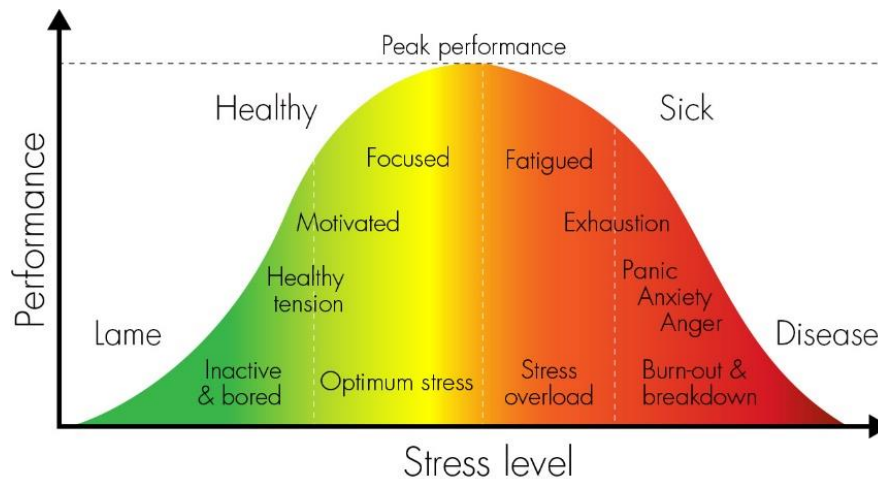 Peak performance
Healthy
Sick
Focused
Fatigued
Motivated
Exhaustion
Healthy
tension
Panic
Anxiety
Anger
Lame
Disease
Inactive
& bored
Optimum stress
Stress
overload
Burn-out &
breakdown
Performance
Stress level